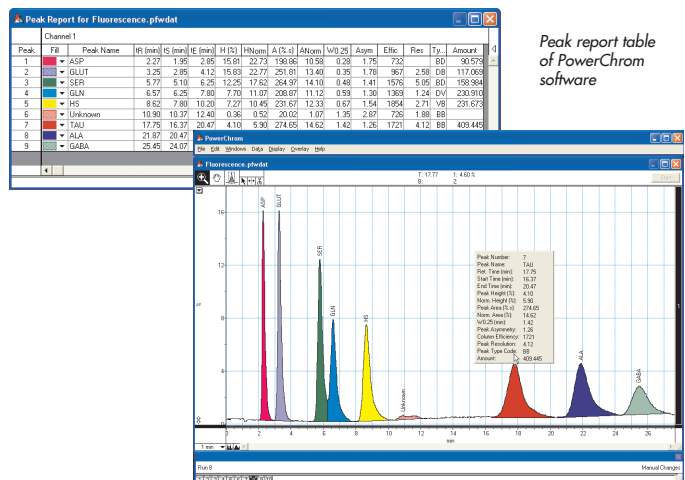 Peak Report for Fluorescence.pfwdat
Channel 1
Peak Fill Peak Name tR (min) tS (min) tE (min) H (%) HNorm A (%.s) ANorm W0.25 Asym Effic Res Ty... Amount
1 ASP 2.27 1.95 2.85 15.81 22.73 198.86 10.58 0.28 1.75 732 BD 90.579
2 GLUT 3.25 2.85 4.12 15.83 22.77 251.81 13.40 0.35 1.78 967 2.58 DB 117.069
3 SER 5.77 5.10 6.25 12.25 17.62 264.97 14.10 0.48 1.41 1576 5.05 BD 158.984
4 GLN 6.57 6.25 7.80 7.70 11.07 208.87 11.12 0.59 1.30 1369 1.24 DV 230.910
5 HS 8.62 7.80 10.20 7.27 10.45 231.67 12.33 0.67 1.54 1854 2.71 VB 231.673
6 Unknown 10.90 10.37 12.40 0.36 0.52 20.02 1.07 1.35 2.87 726 1.88 BB
7 TAU 17.75 16.37 20.47 4.10 5.90 274.65 14.62 1.42 1.26 1721 4.12 BB 409.445
8 ALA 21.87 20.47
9 GABA 25.45 24.07
Peak report table
of PowerChrom
software
PowerChrom
File Edit Windows Data Display Overlay Help
Fluorescence.pfwdat
T: 17.77 1: 4.60 %
B: 2:
Start
16
12
8
4
0
%
1
ASP
GLUT
SER
GLN
HS
Unknown
ALA
GABA
Peak Number: 7
Peak Name: TAU
Ret. Time (min): 17.75
Start Time (min): 16.37
End Time (min): 20.47
Peak Height (%): 4.10
Norm. Height (%): 5.90
Peak Area (%.s): 274.65
Norm. Area (%): 14.62
W0.25 (min): 1.42
Peak Asymmetry: 1.26
Column Efficiency: 1721
Peak Resolution: 4.12
Peak Type Code: BB
Amount: 409.445
0 2 4 6 8 10 12 14 16 18 20 22 24 26
min
1 min
Run 8
Manual Changes
1 2 3 4 5 6 7 8 9 10